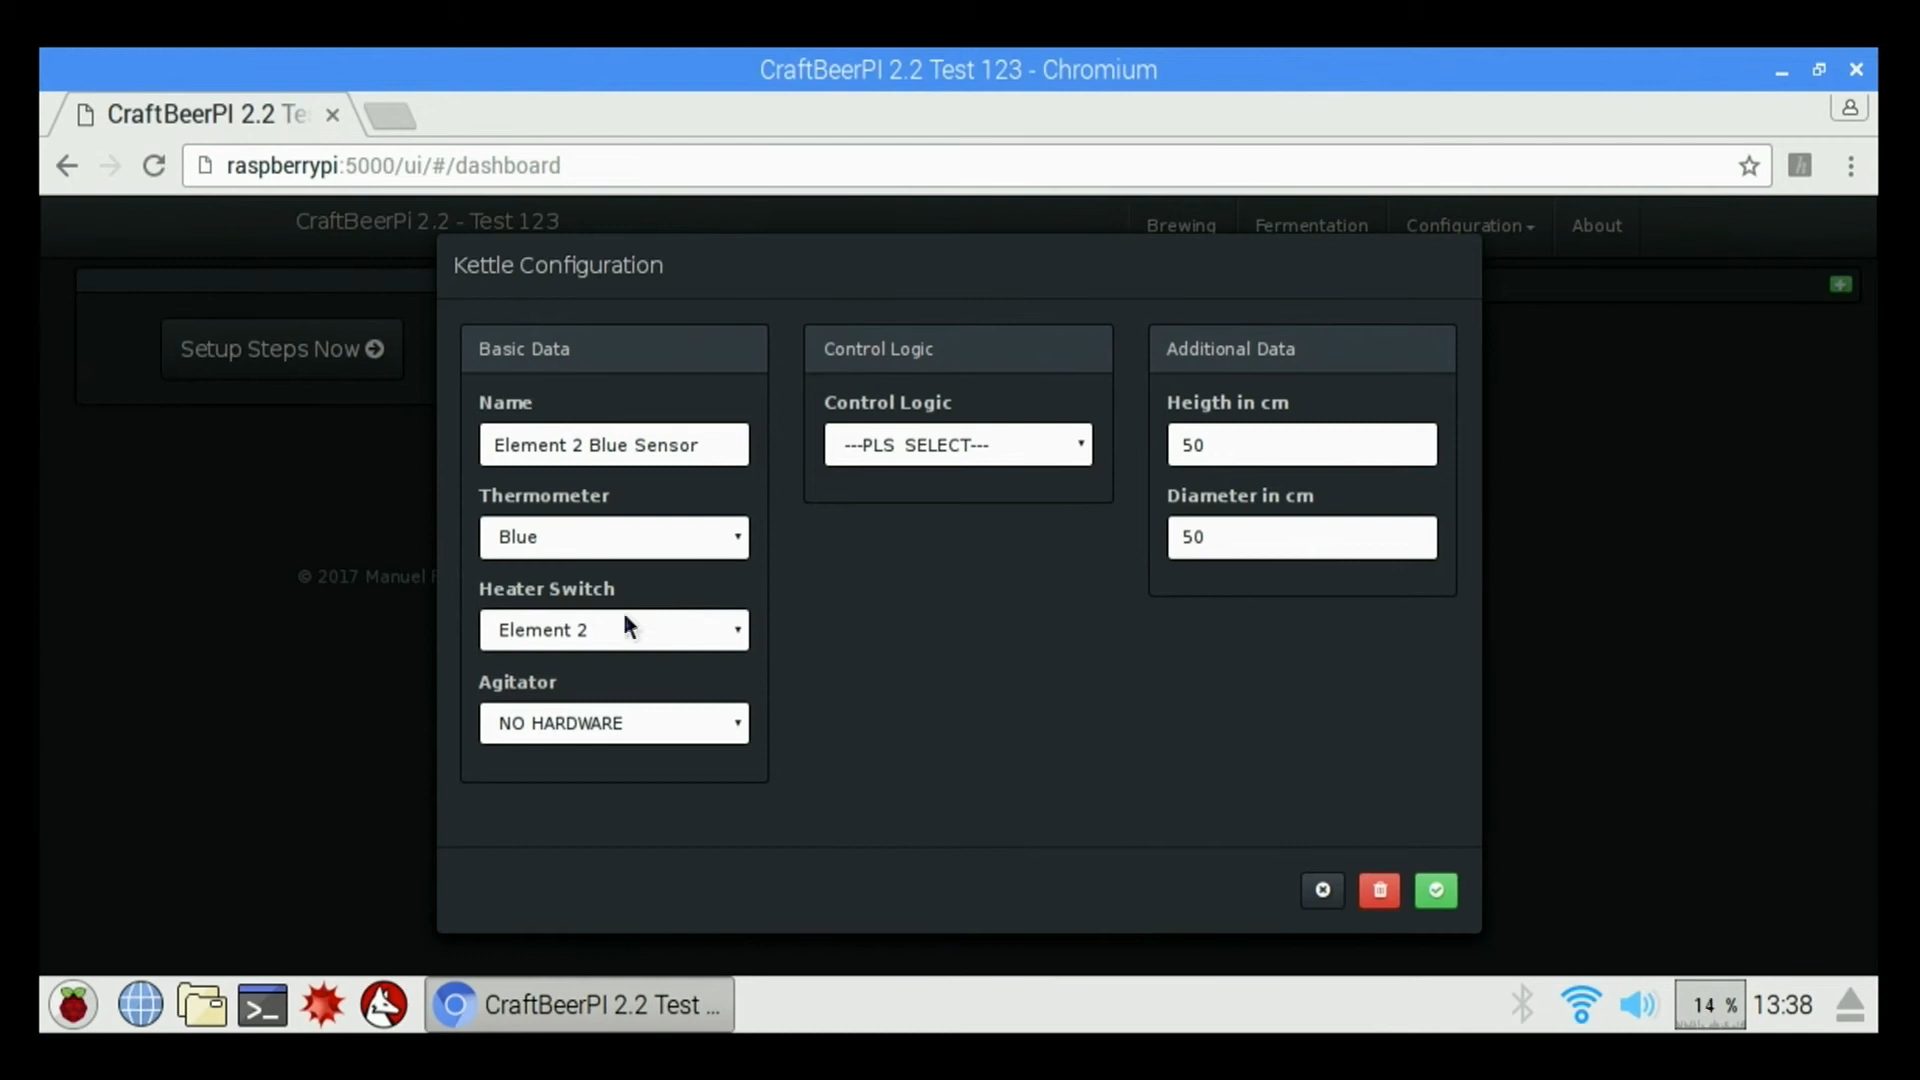 CraftBeerPI 2.2 Test 123 - Chromium
CraftBeerPI 2.2 Te
raspberrypi:5000/ui/#/dashboard
CraftBeerPi 2.2 - Test 123
Brewing
Fermentation
Configuration
About
Kettle Configuration
Setup Steps Now
Basic Data
Name
Element 2 Blue Sensor
Thermometer
Blue
Heater Switch
Element 2
Agitator
NO HARDWARE
Control Logic
Control Logic
---PLS SELECT---
Additional Data
Heigth in cm
50
Diameter in cm
50
© 2017 Manuel F
CraftBeerPI 2.2 Test ...
14 %
13:38